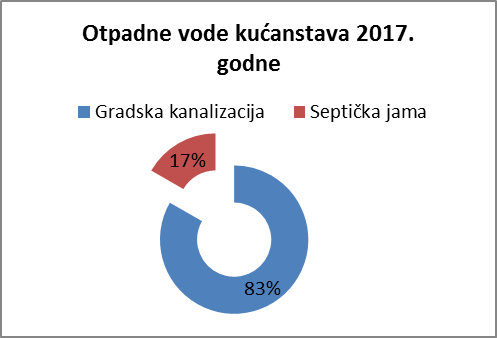 Otpadne vode kućanstava 2017.
godne
Gradska kanalizacija
Septička jama
17%
83%